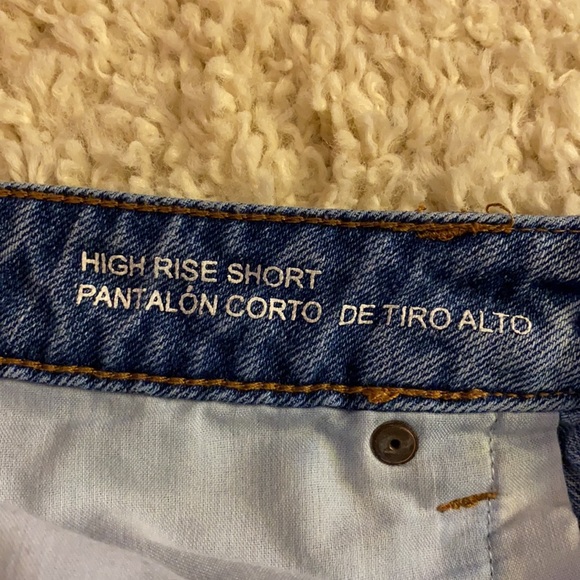 HIGH RISE SHORT
PANTALÓN CORTO DE TIRO ALTO